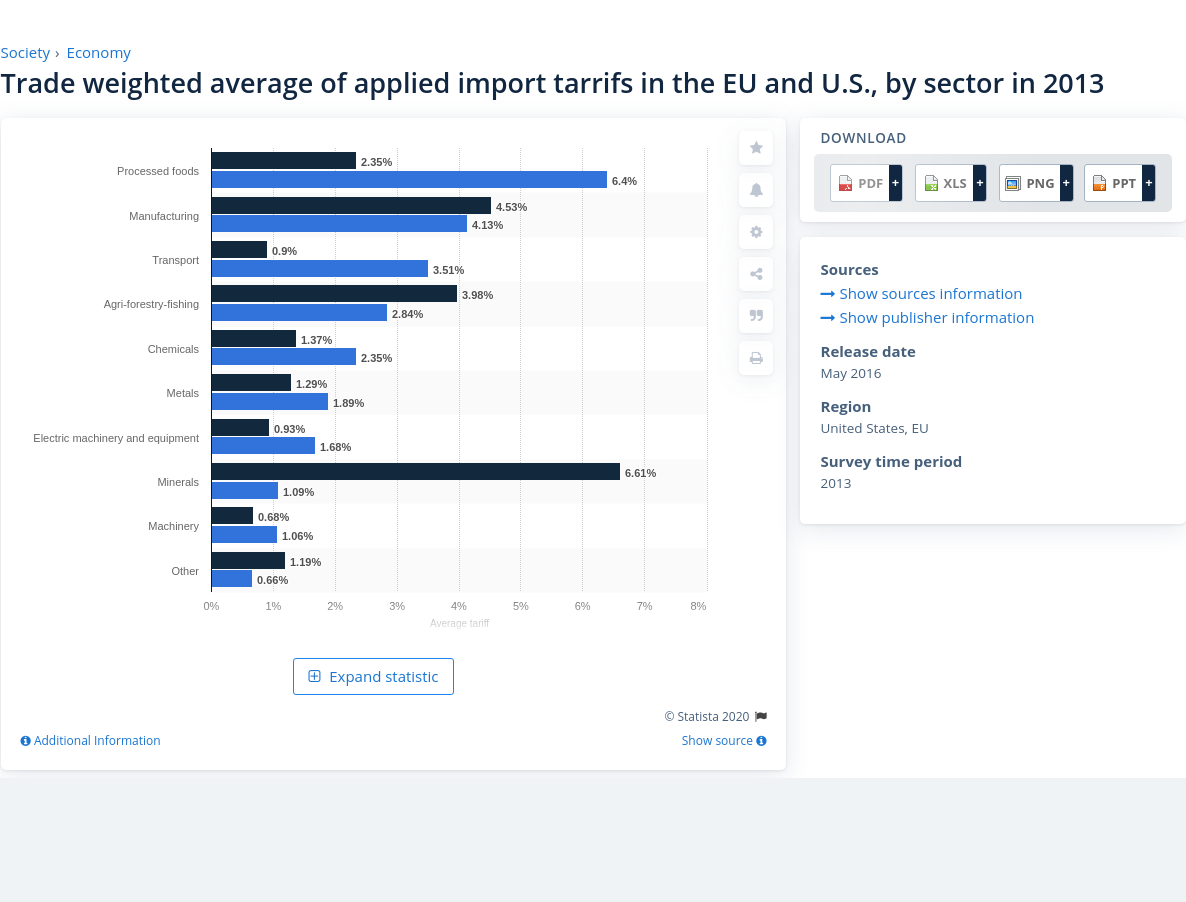 Society › Economy
Trade weighted average of applied import tarrifs in the EU and U.S., by sector in 2013
Processed foods
2.35%
6.4%
Manufacturing
4.53%
4.13%
Transport
0.9%
3.51%
Agri-forestry-fishing
3.98%
2.84%
Chemicals
1.37%
2.35%
Metals
1.29%
1.89%
Electric machinery and equipment
0.93%
1.68%
Minerals
6.61%
1.09%
Machinery
0.68%
1.06%
Other
1.19%
0.66%
0% 1% 2% 3% 4% 5% 6% 7% 8%
Average tariff
Expand statistic
© Statista 2020
Additional Information
Show source
DOWNLOAD
PDF + XLS + PNG + PPT +
Sources
Show sources information
Show publisher information
Release date
May 2016
Region
United States, EU
Survey time period
2013